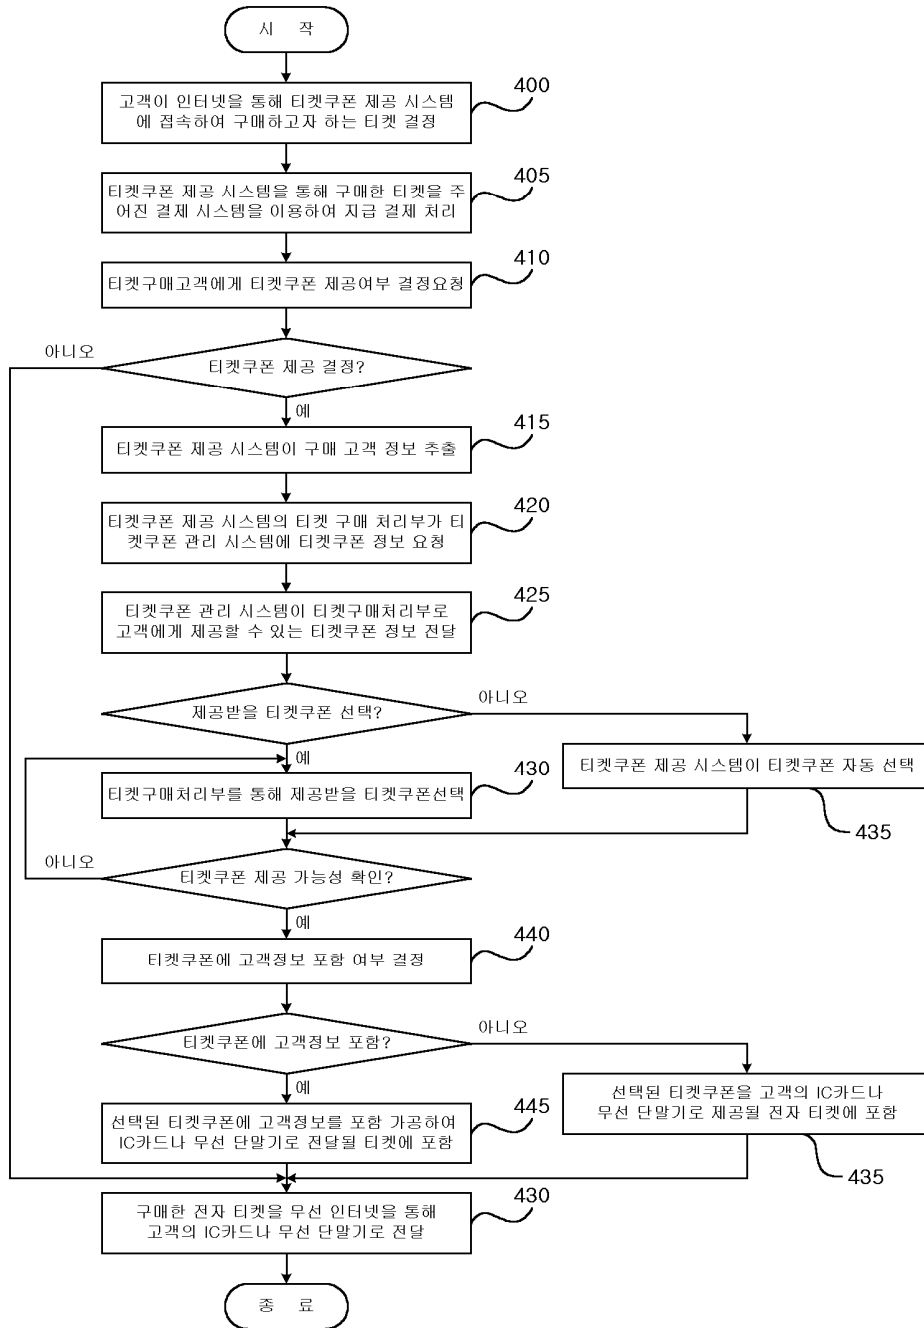 시 작
고객이 인터넷을 통해 티켓쿠폰 제공 시스템
에 접속하여 구매하고자 하는 티켓 결정
400
티켓쿠폰 제공 시스템을 통해 구매한 티켓을 주
어진 결제 시스템을 이용하여 지급 결제 처리
405
티켓구매고객에게 티켓쿠폰 제공여부 결정요청
410
아니오
티켓쿠폰 제공 결정?
예
티켓쿠폰 제공 시스템이 구매 고객 정보 추출
415
티켓쿠폰 제공 시스템의 티켓 구매 처리부가 티
켓쿠폰 관리 시스템에 티켓쿠폰 정보 요청
420
티켓쿠폰 관리 시스템이 티켓구매처리부로
고객에게 제공할 수 있는 티켓쿠폰 정보 전달
425
제공받을 티켓쿠폰 선택?
아니오
예
티켓구매처리부를 통해 제공받을 티켓쿠폰선택
430
티켓쿠폰 제공 시스템이 티켓쿠폰 자동 선택
435
아니오
티켓쿠폰 제공 가능성 확인?
예
티켓쿠폰에 고객정보 포함 여부 결정
440
티켓쿠폰에 고객정보 포함?
아니오
예
선택된 티켓쿠폰에 고객정보를 포함 가공하여
IC카드나 무선 단말기로 전달될 티켓에 포함
445
선택된 티켓쿠폰을 고객의 IC카드나
무선 단말기로 제공될 전자 티켓에 포함
435
구매한 전자 티켓을 무선 인터넷을 통해
고객의 IC카드나 무선 단말기로 전달
430
종 료